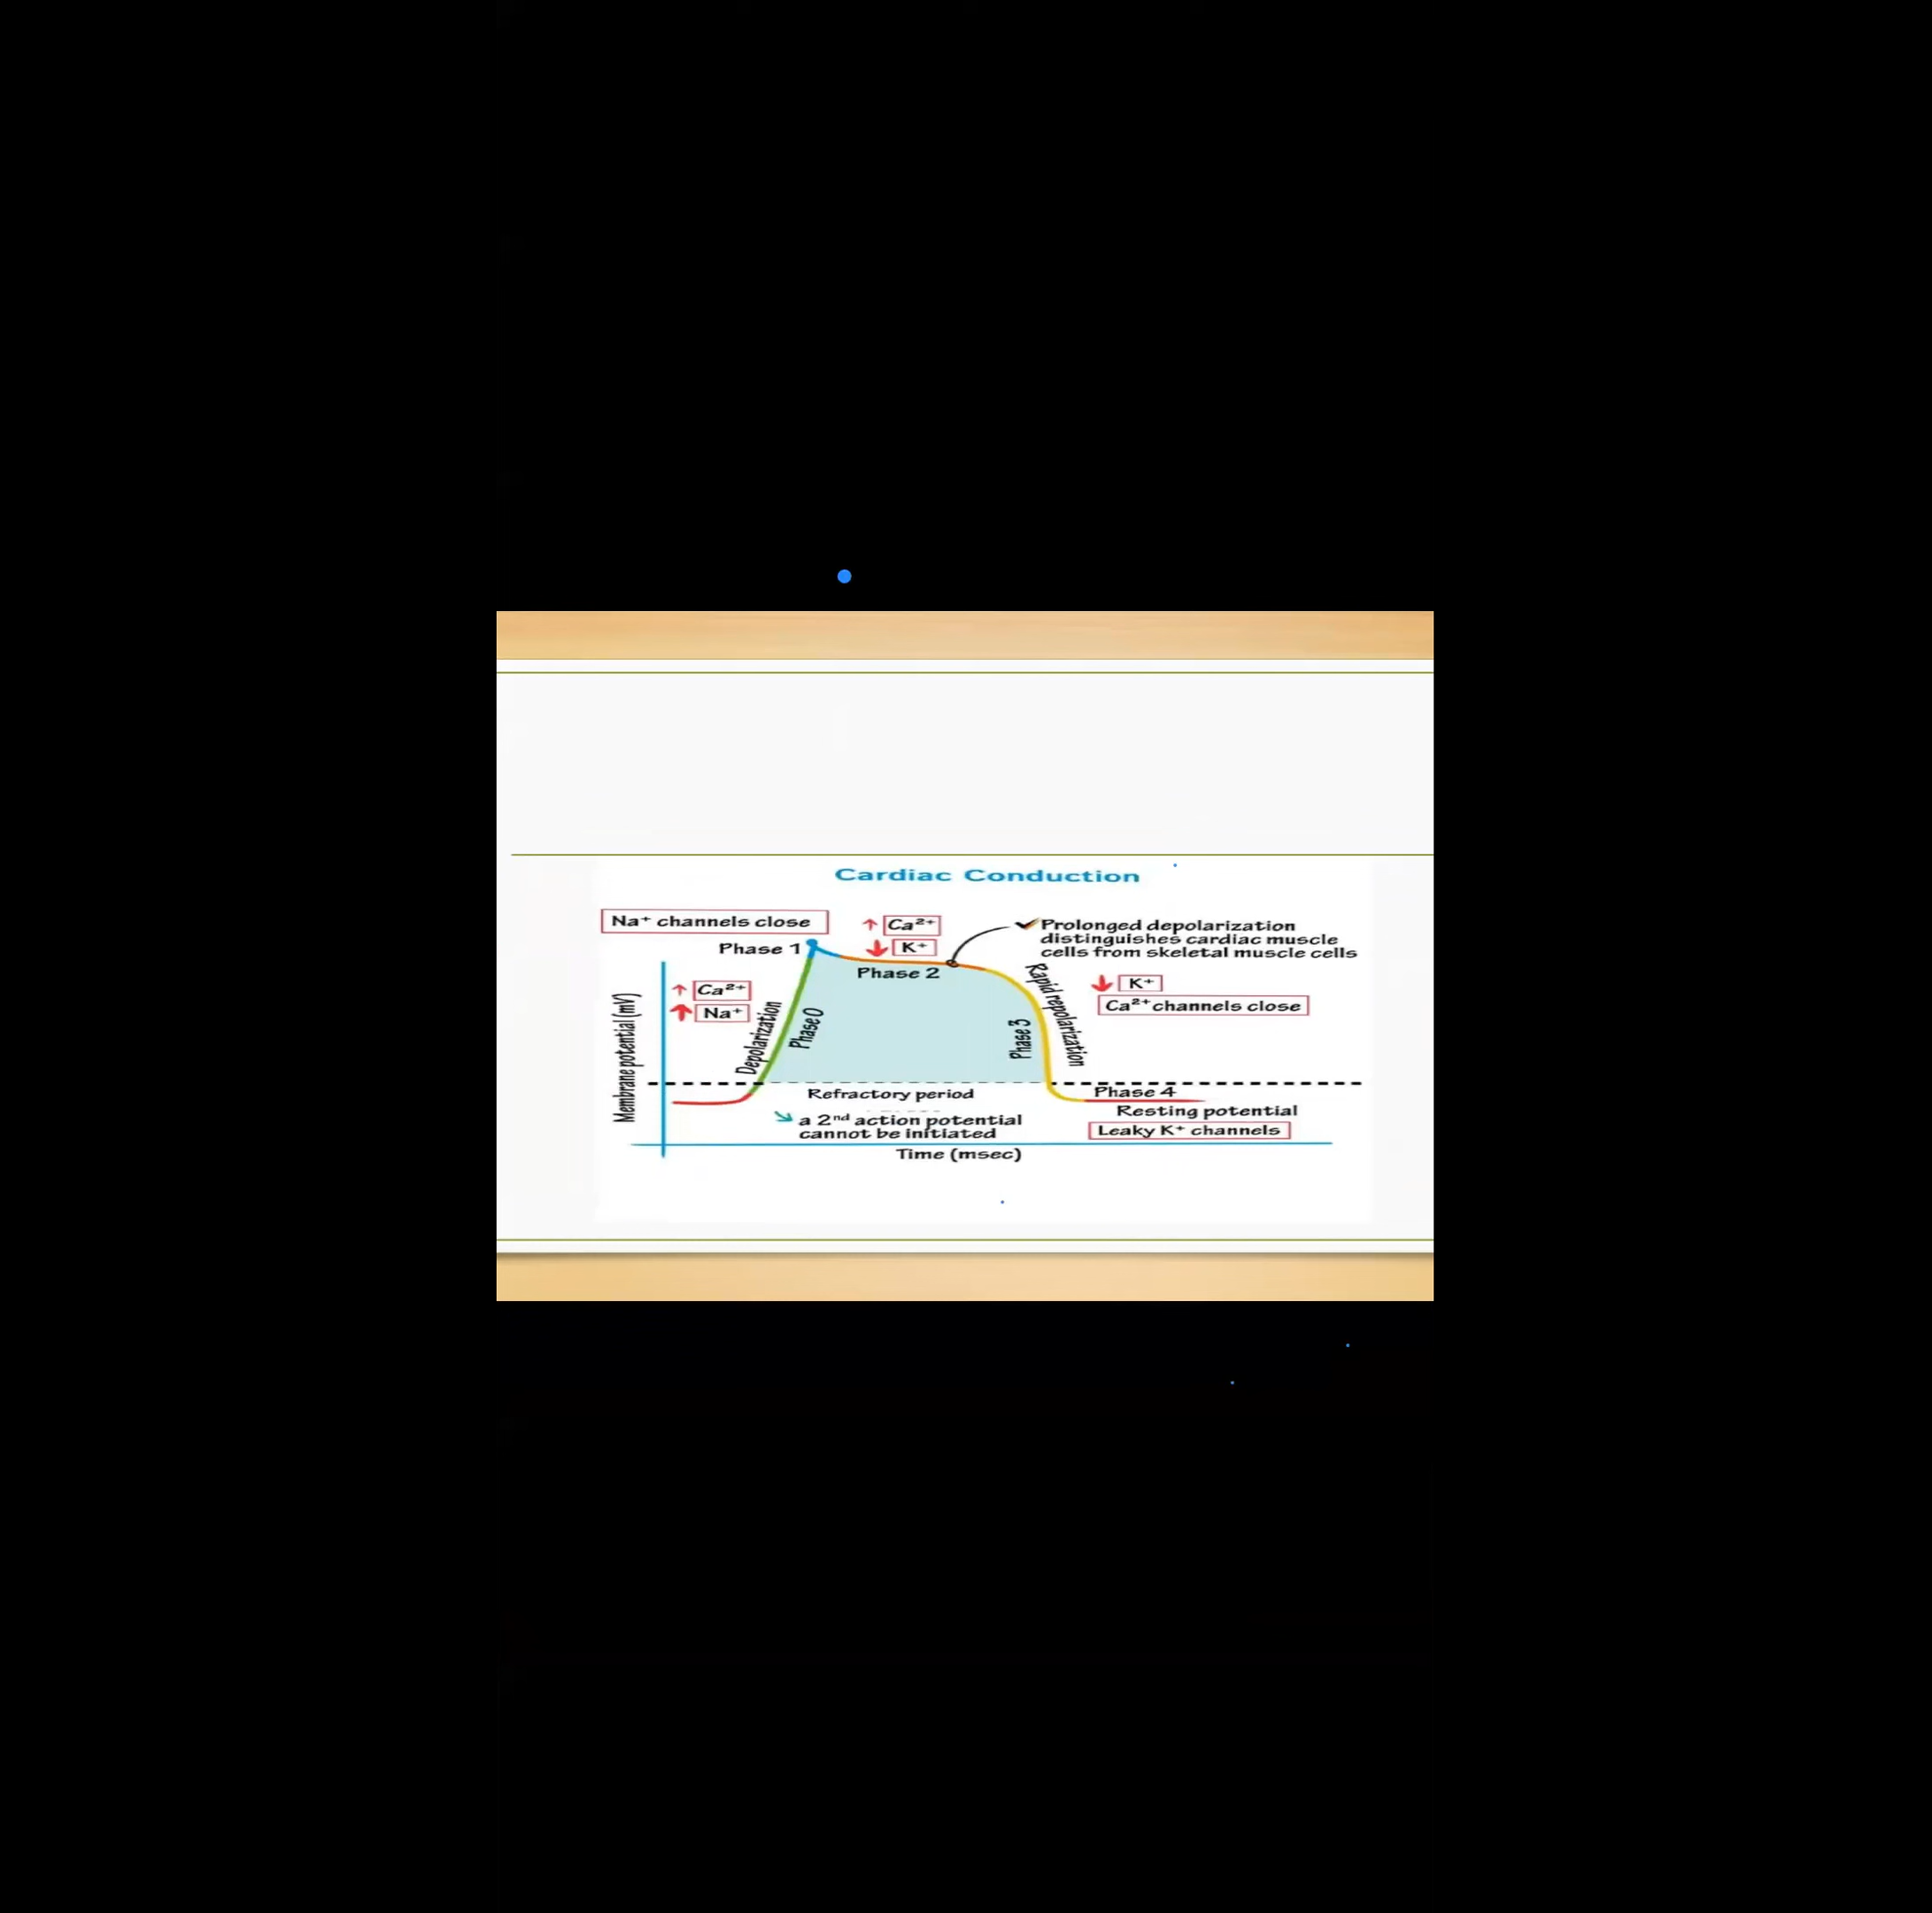 Cardiac Conduction
Na⁺ channels close
Phase 1
↑ Ca²⁺
↓ K⁺
Phase 2
✓ Prolonged depolarization
distinguishes cardiac muscle
cells from skeletal muscle cells
↑ Ca²⁺
↑ Na⁺
Membrane potential (mV)
Depolarization
Phase 0
Phase 3
Rapid repolarization
↓ K⁺
Ca²⁺ channels close
Refractory period
↘ a 2ⁿᵈ action potential
cannot be initiated
Phase 4
Resting potential
Leaky K⁺ channels
Time (msec)